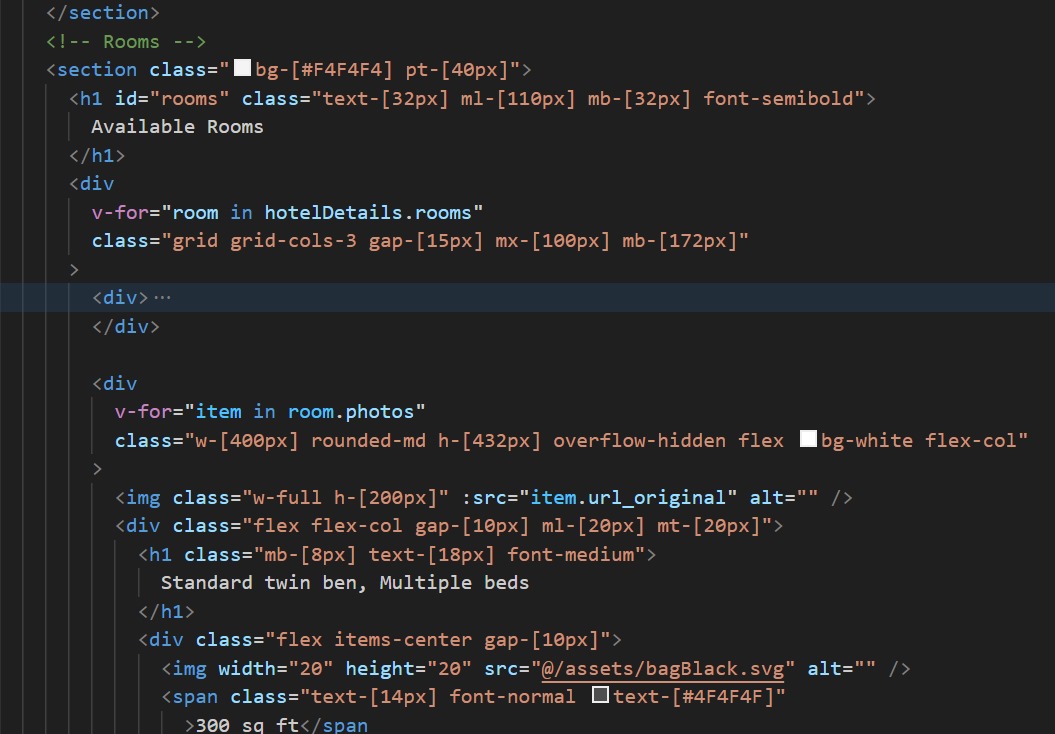 </section>
<!-- Rooms -->
<section class="bg-[#F4F4F4] pt-[40px]">
<h1 id="rooms" class="text-[32px] ml-[110px] mb-[32px] font-semibold">
Available Rooms
</h1>
<div
v-for="room in hotelDetails.rooms"
class="grid grid-cols-3 gap-[15px] mx-[100px] mb-[172px]"
>
<div>···
</div>
<div
v-for="item in room.photos"
class="w-[400px] rounded-md h-[432px] overflow-hidden flex bg-white flex-col"
>
<img class="w-full h-[200px]" :src="item.url_original" alt="" />
<div class="flex flex-col gap-[10px] ml-[20px] mt-[20px]">
<h1 class="mb-[8px] text-[18px] font-medium">
Standard twin ben, Multiple beds
</h1>
<div class="flex items-center gap-[10px]">
<img width="20" height="20" src="@/assets/bagBlack.svg" alt="" />
<span class="text-[14px] font-normal text-[#4F4F4F]"
>300 sq ft</span